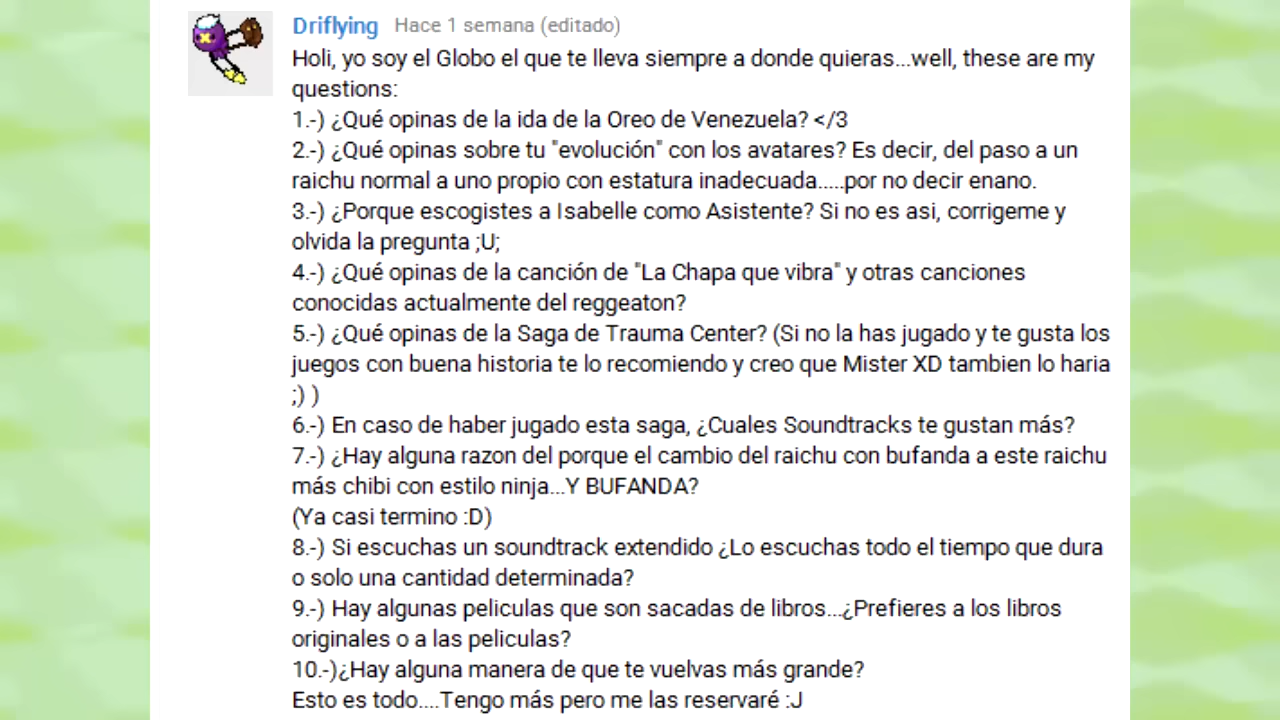 Driflying Hace 1 semana (editado)
Holi, yo soy el Globo el que te lleva siempre a donde quieras...well, these are my
questions:
1.-) ¿Qué opinas de la ida de la Oreo de Venezuela? </3
2.-) ¿Qué opinas sobre tu "evolución" con los avatares? Es decir, del paso a un
raichu normal a uno propio con estatura inadecuada.....por no decir enano.
3.-) ¿Porque escogistes a Isabelle como Asistente? Si no es asi, corrigeme y
olvida la pregunta ;U;
4.-) ¿Qué opinas de la canción de "La Chapa que vibra" y otras canciones
conocidas actualmente del reggeaton?
5.-) ¿Qué opinas de la Saga de Trauma Center? (Si no la has jugado y te gusta los
juegos con buena historia te lo recomiendo y creo que Mister XD tambien lo haria
;) )
6.-) En caso de haber jugado esta saga, ¿Cuales Soundtracks te gustan más?
7.-) ¿Hay alguna razon del porque el cambio del raichu con bufanda a este raichu
más chibi con estilo ninja...Y BUFANDA?
(Ya casi termino :D)
8.-) Si escuchas un soundtrack extendido ¿Lo escuchas todo el tiempo que dura
o solo una cantidad determinada?
9.-) Hay algunas peliculas que son sacadas de libros...¿Prefieres a los libros
originales o a las peliculas?
10.-)¿Hay alguna manera de que te vuelvas más grande?
Esto es todo....Tengo más pero me las reservaré :J